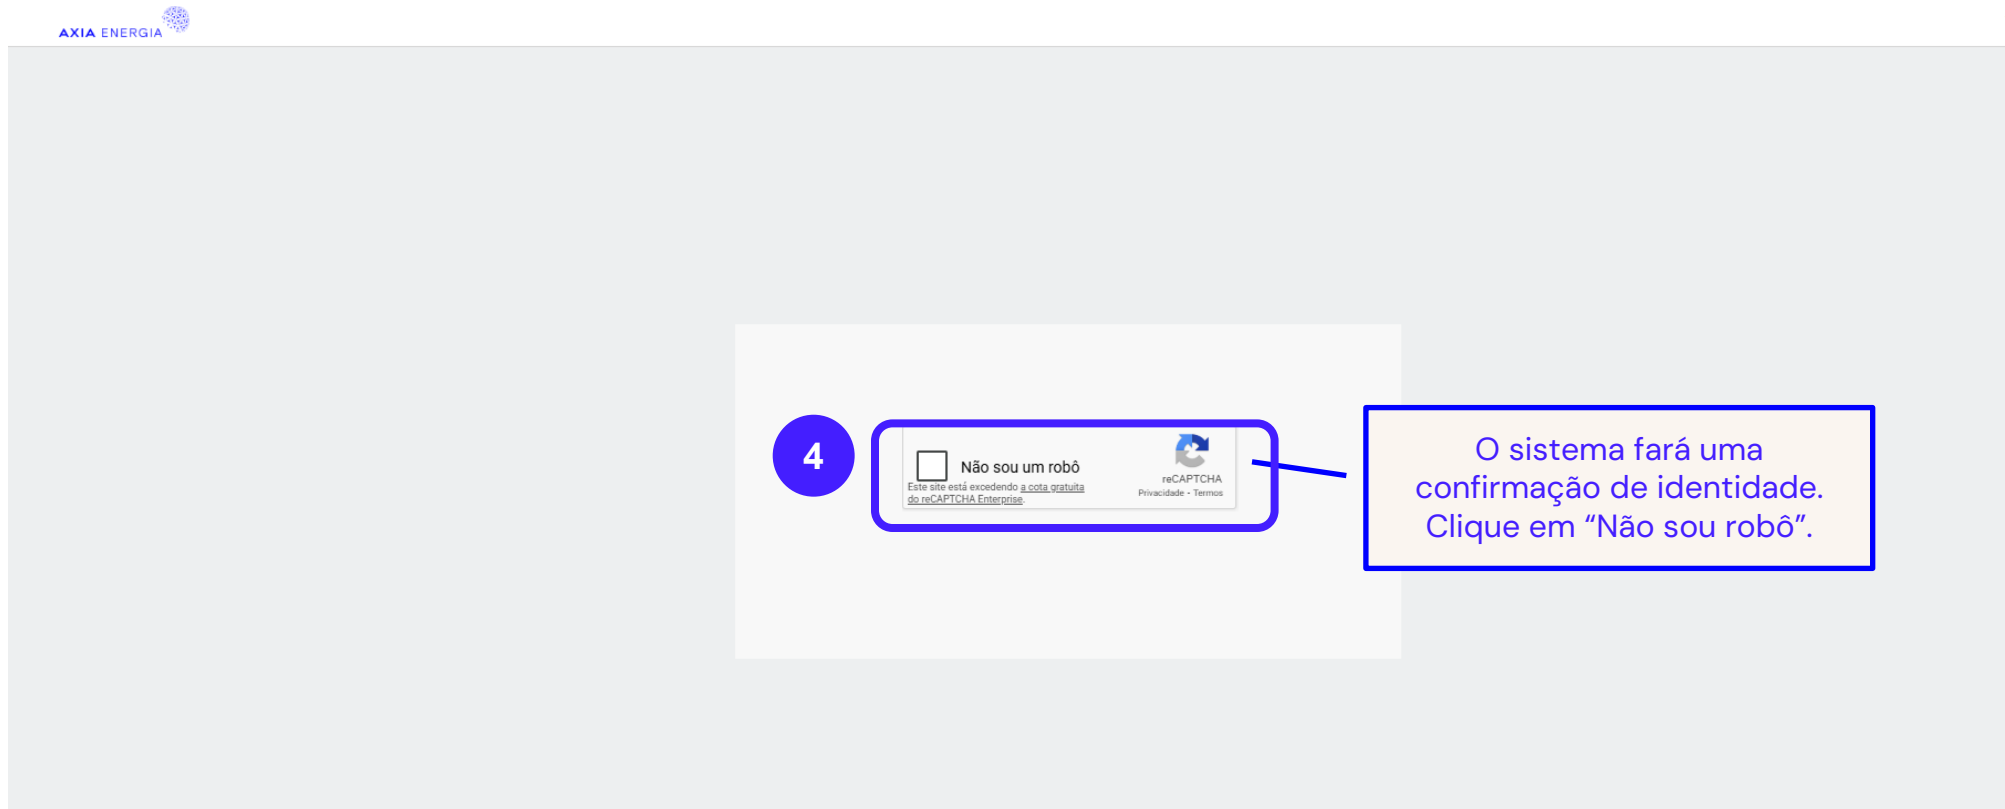 AXIA ENERGIA
4
Não sou um robô
Este site está excedendo a cota gratuita
do reCAPTCHA Enterprise.
reCAPTCHA
Privacidade - Termos
O sistema fará uma
confirmação de identidade.
Clique em “Não sou robô”.